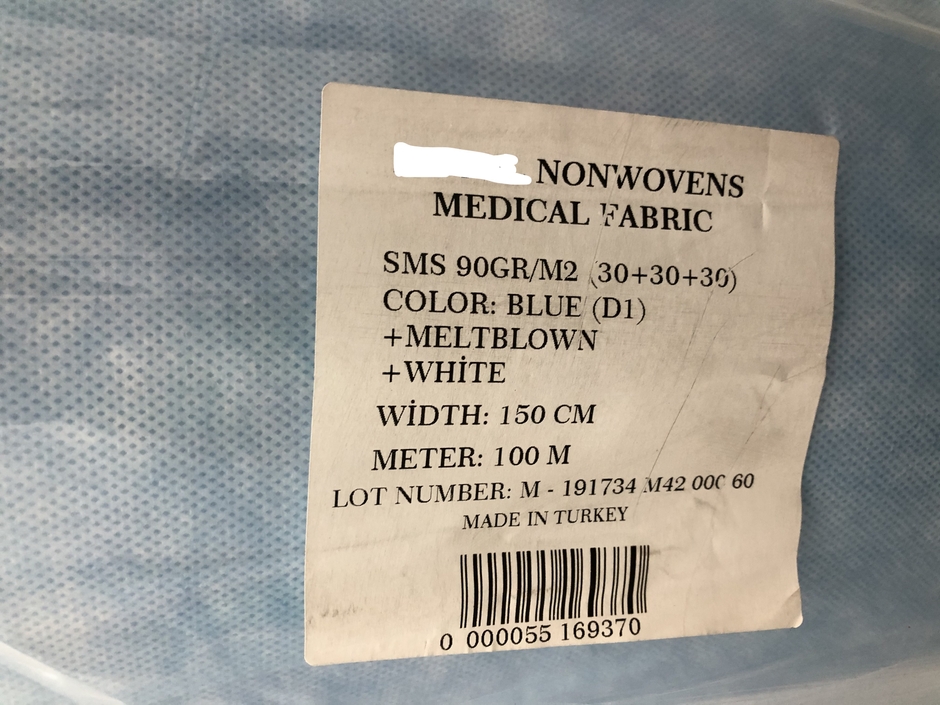 NONWOVENS
MEDICAL FABRIC
SMS 90GR/M2 (30+30+30)
COLOR: BLUE (D1)
+MELTBLOWN
+WHİTE
WİDTH: 150 CM
METER: 100 M
LOT NUMBER: M - 191734 M42 60
MADE IN TURKEY
0 000055 169370